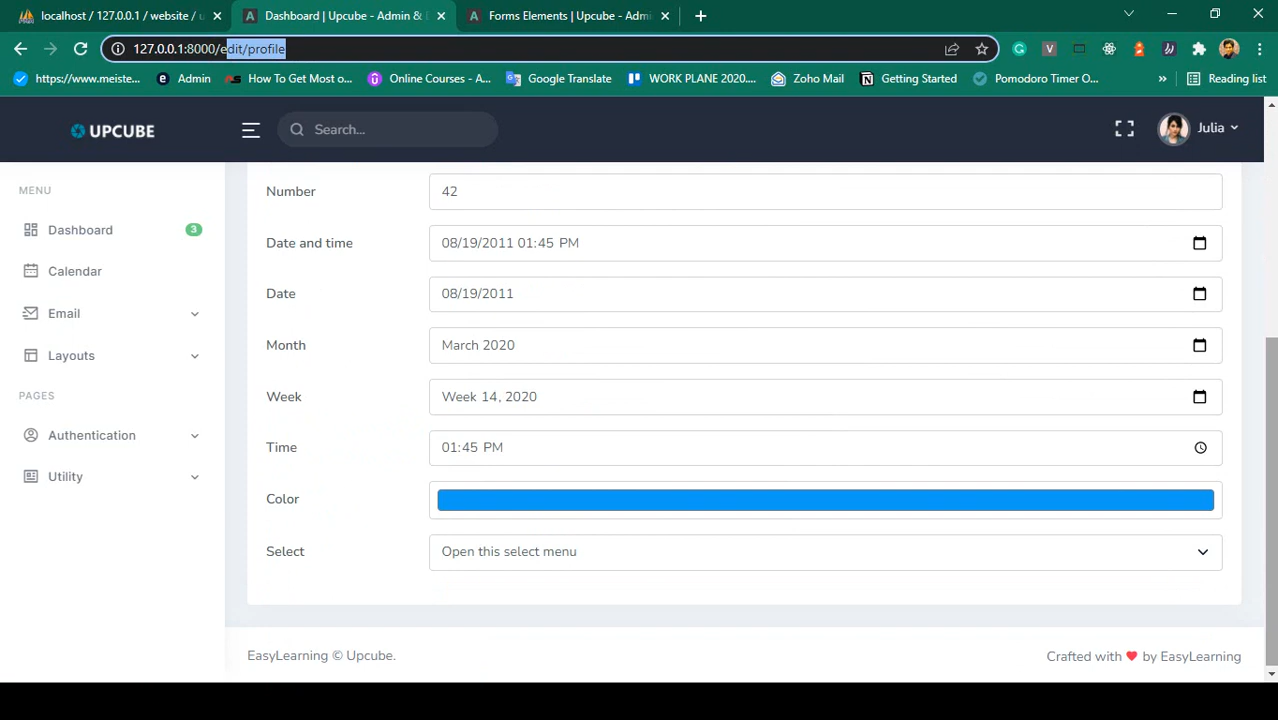 localhost / 127.0.0.1 / website / u
Dashboard | Upcube - Admin &
Forms Elements | Upcube - Admi
127.0.0.1:8000/edit/profile
https://www.meiste...
Admin
How To Get Most o...
Online Courses - A...
Google Translate
WORK PLANE 2020....
Zoho Mail
Getting Started
Pomodoro Timer O...
»
Reading list
UPCUBE
Search...
Julia
MENU
Dashboard
3
Calendar
Email
Layouts
PAGES
Authentication
Utility
Number
42
Date and time
08/19/2011 01:45 PM
Date
08/19/2011
Month
March 2020
Week
Week 14, 2020
Time
01:45 PM
Color
Select
Open this select menu
EasyLearning © Upcube.
Crafted with ❤ by EasyLearning